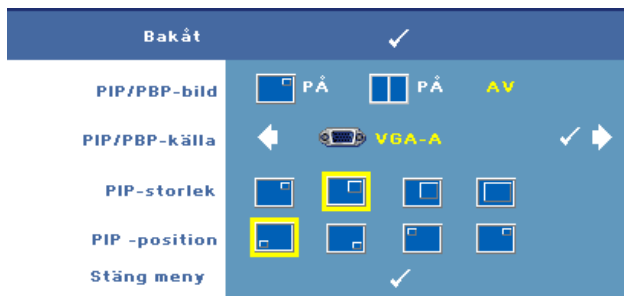 Bakåt
PIP/PBP-bild PÅ PÅ AV
PIP/PBP-källa VGA-A
PIP-storlek
PIP -position
Stäng meny